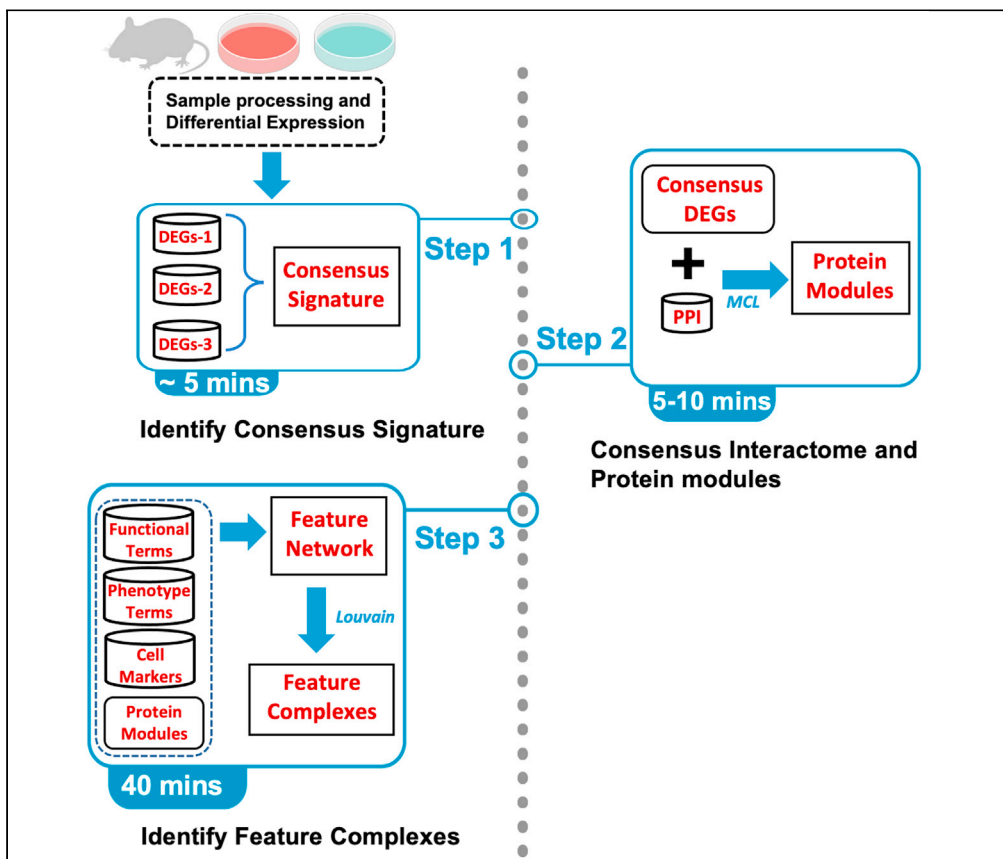 Sample processing and
Differential Expression
DEGs-1
DEGs-2
DEGs-3
Consensus
Signature
~ 5 mins
Step 1
Identify Consensus Signature
Consensus
DEGs
+
PPI
MCL
Protein
Modules
Step 2
5-10 mins
Consensus Interactome and
Protein modules
Functional
Terms
Phenotype
Terms
Cell
Markers
Protein
Modules
Feature
Network
Louvain
Feature
Complexes
Step 3
40 mins
Identify Feature Complexes